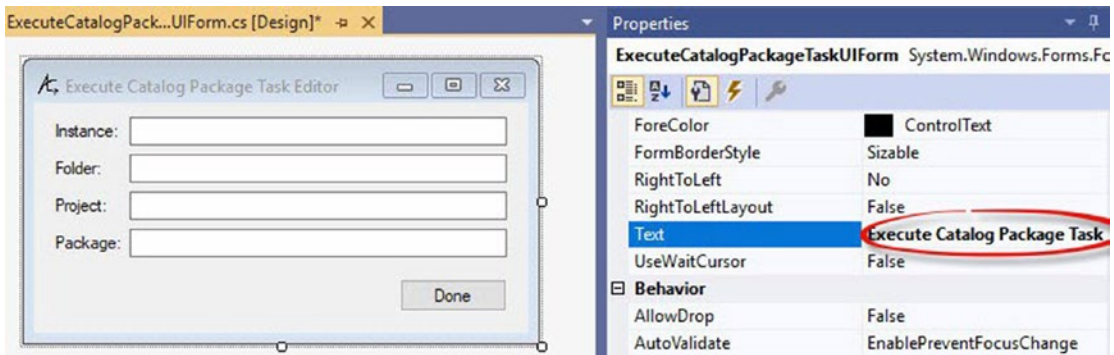 ExecuteCatalogPack...UIForm.cs [Design]*
Execute Catalog Package Task Editor
Instance:
Folder:
Project:
Package:
Done
Properties
ExecuteCatalogPackageTaskUIForm System.Windows.Forms.Fo
ForeColor ControlText
FormBorderStyle Sizable
RightToLeft No
RightToLeftLayout False
Text Execute Catalog Package Task
UseWaitCursor False
Behavior
AllowDrop False
AutoValidate EnablePreventFocusChange